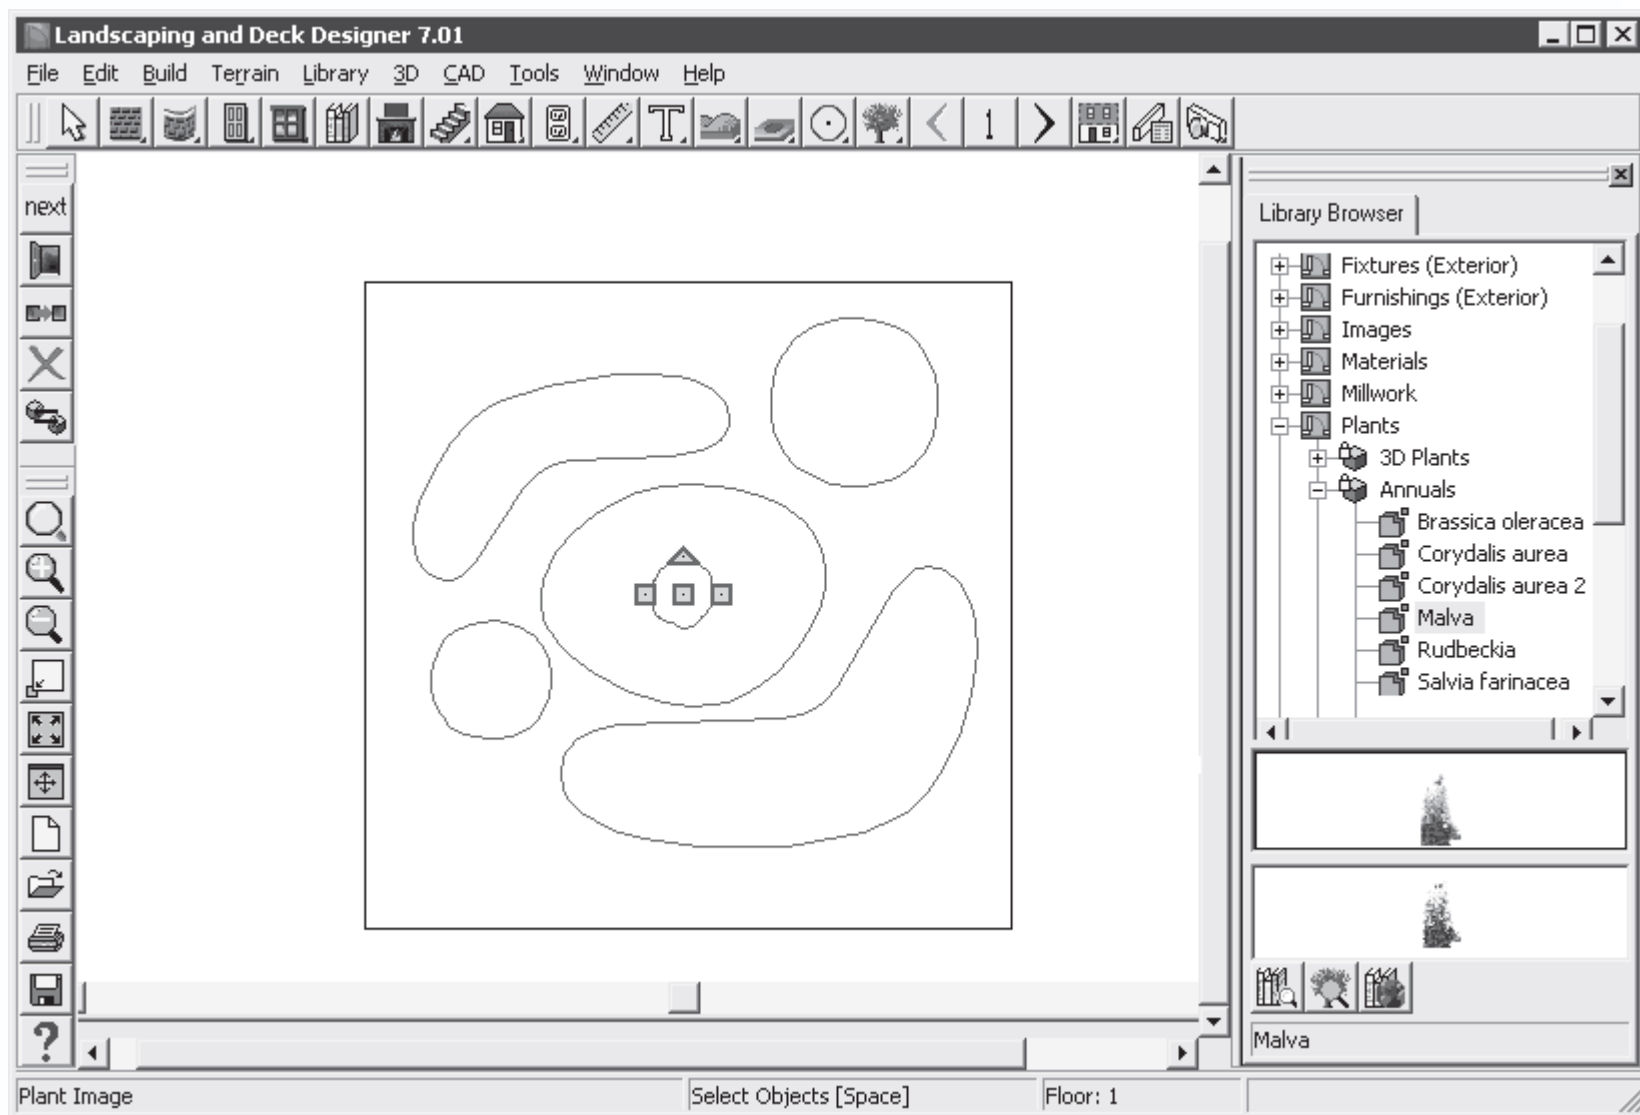 Landscaping and Deck Designer 7.01
File Edit Build Terrain Library 3D CAD Tools Window Help
1
next
Library Browser
Fixtures (Exterior)
Furnishings (Exterior)
Images
Materials
Millwork
Plants
3D Plants
Annuals
Brassica oleracea
Corydalis aurea
Corydalis aurea 2
Malva
Rudbeckia
Salvia farinacea
Malva
Plant Image Select Objects [Space] Floor: 1